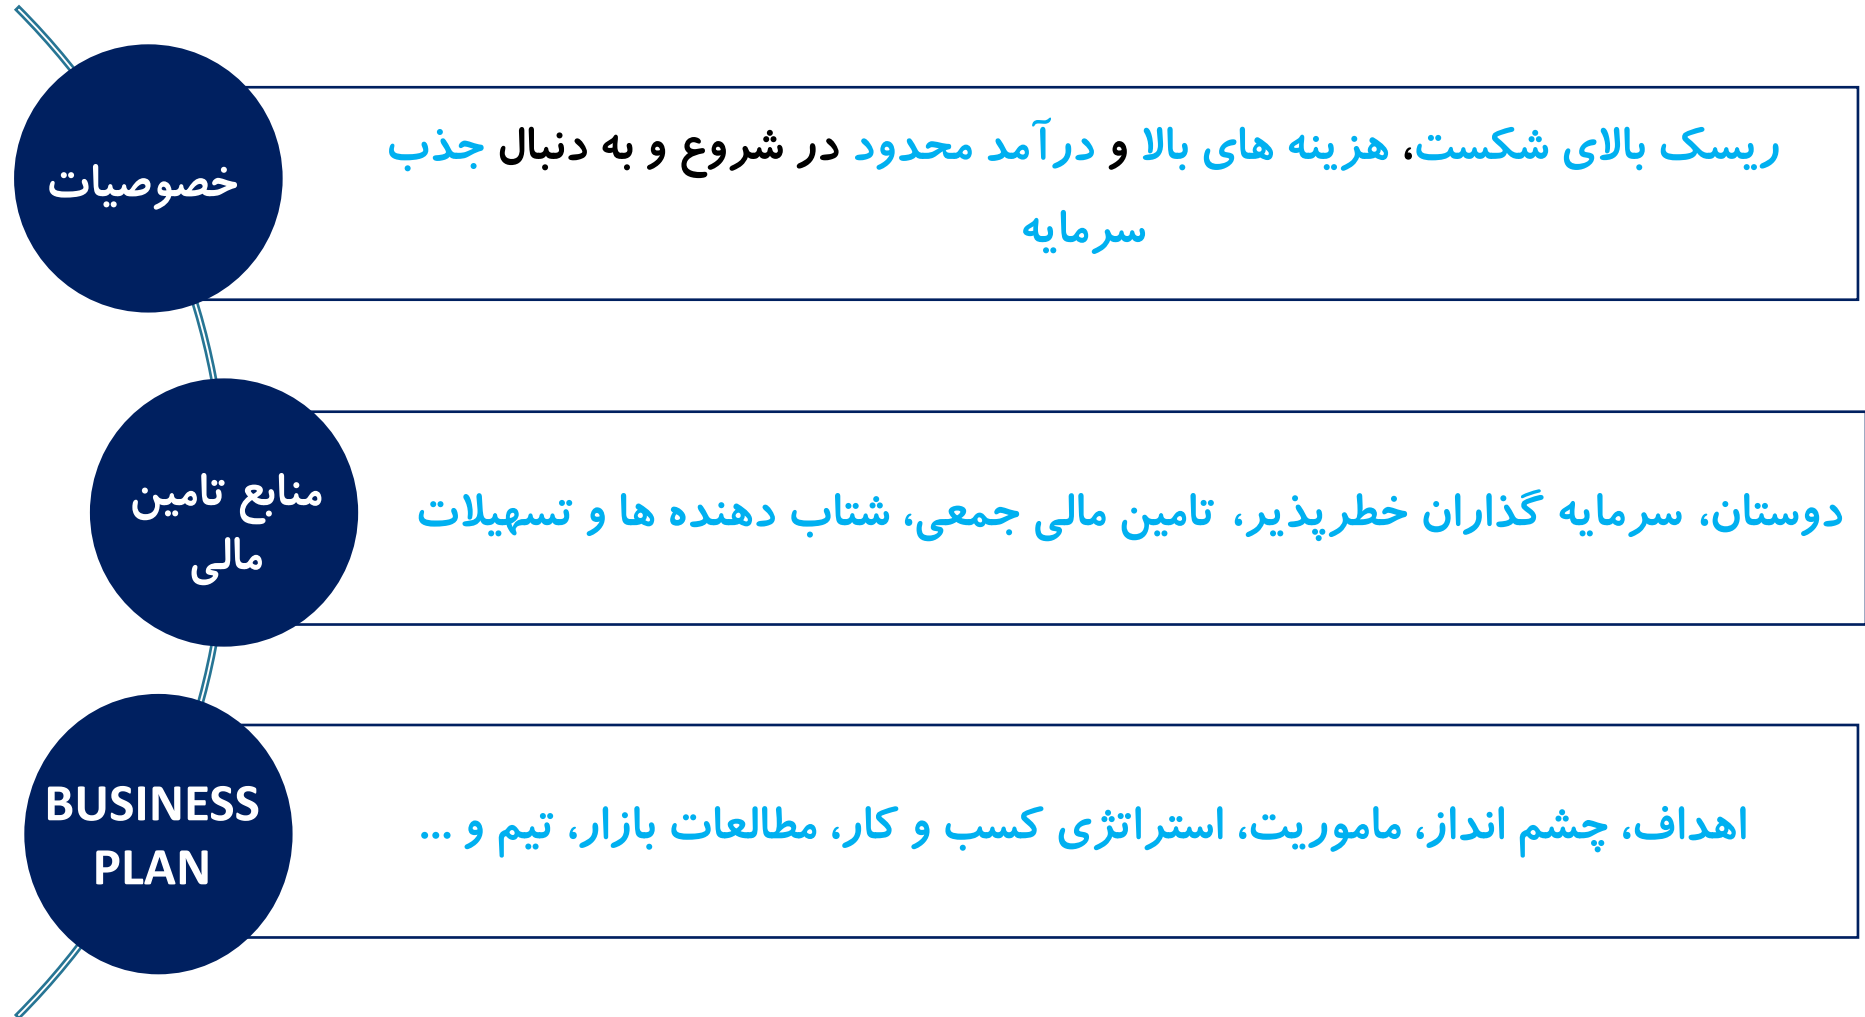 خصوصیات
ریسک بالای شکست، هزینه های بالا و درآمد محدود در شروع و به دنبال جذب
سرمایه
منابع تامین
مالی
دوستان، سرمایه گذاران خطرپذیر، تامین مالی جمعی، شتاب دهنده ها و تسهیلات
BUSINESS
PLAN
اهداف، چشم انداز، ماموریت، استراتژی کسب و کار، مطالعات بازار، تیم و ...